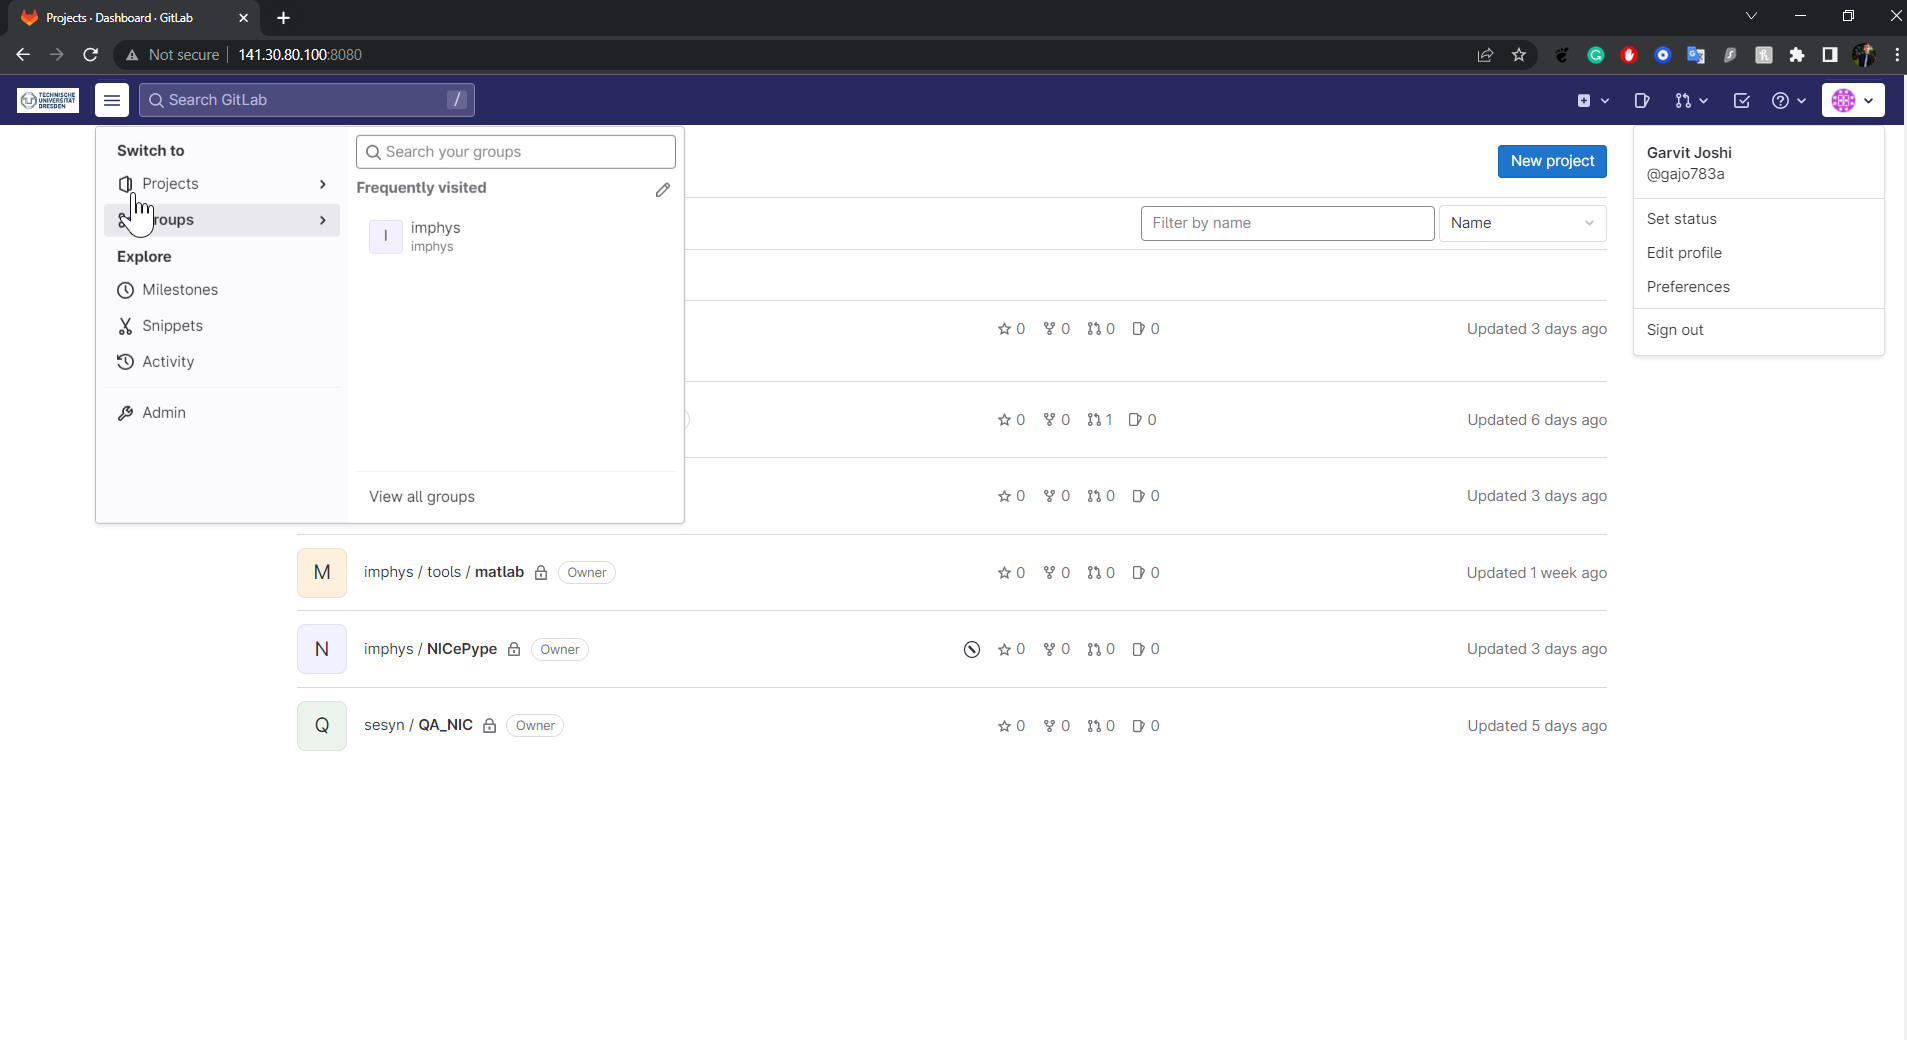 Projects · Dashboard · GitLab
Not secure
141.30.80.100:8080
TECHNISCHE
UNIVERSITÄT
DRESDEN
Search GitLab
/
Switch to
Projects
Groups
Explore
Milestones
Snippets
Activity
Admin
Search your groups
Frequently visited
I
imphys
imphys
View all groups
New project
Filter by name
Name
Garvit Joshi
@gajo783a
Set status
Edit profile
Preferences
Sign out
0 0 0 0 Updated 3 days ago
0 0 1 0 Updated 6 days ago
0 0 0 0 Updated 3 days ago
M imphys / tools / matlab Owner 0 0 0 0 Updated 1 week ago
N imphys / NICePype Owner 0 0 0 0 Updated 3 days ago
Q sesyn / QA_NIC Owner 0 0 0 0 Updated 5 days ago